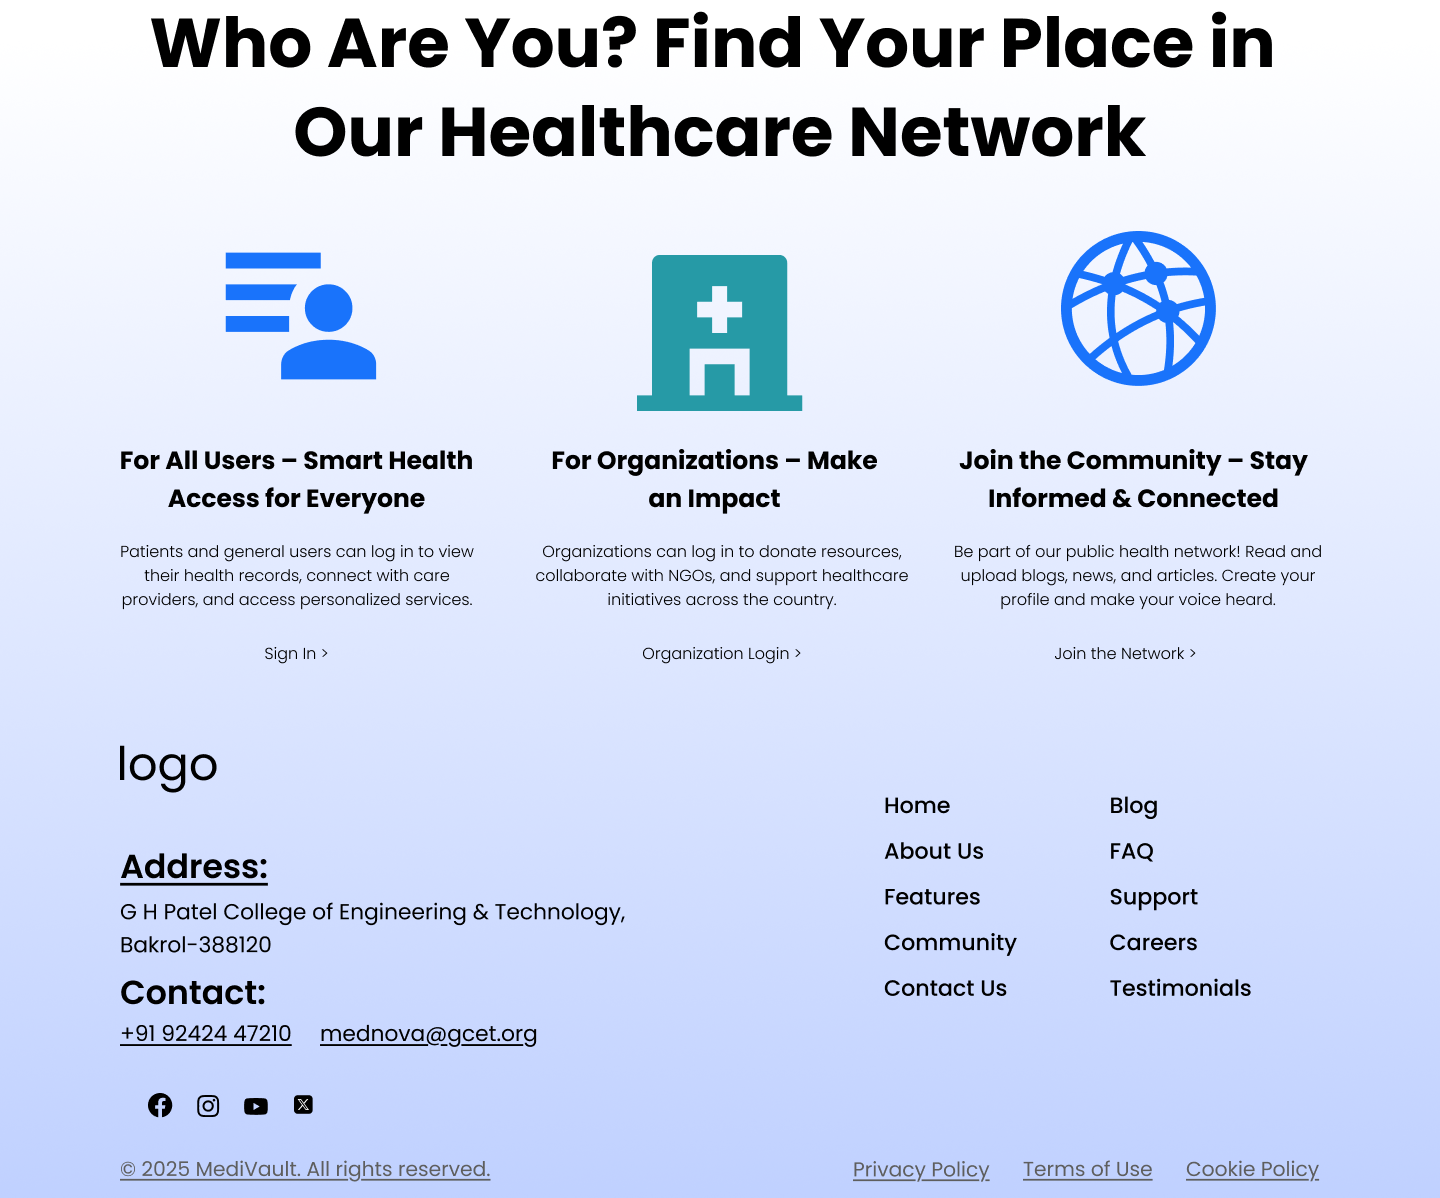 Who Are You? Find Your Place in
Our Healthcare Network
For All Users – Smart Health
Access for Everyone
Patients and general users can log in to view
their health records, connect with care
providers, and access personalized services.
Sign In >
For Organizations – Make
an Impact
Organizations can log in to donate resources,
collaborate with NGOs, and support healthcare
initiatives across the country.
Organization Login >
Join the Community – Stay
Informed & Connected
Be part of our public health network! Read and
upload blogs, news, and articles. Create your
profile and make your voice heard.
Join the Network >
logo
Address:
G H Patel College of Engineering & Technology,
Bakrol-388120
Contact:
+91 92424 47210 mednova@gcet.org
Home
About Us
Features
Community
Contact Us
Blog
FAQ
Support
Careers
Testimonials
© 2025 MediVault. All rights reserved.
Privacy Policy Terms of Use Cookie Policy